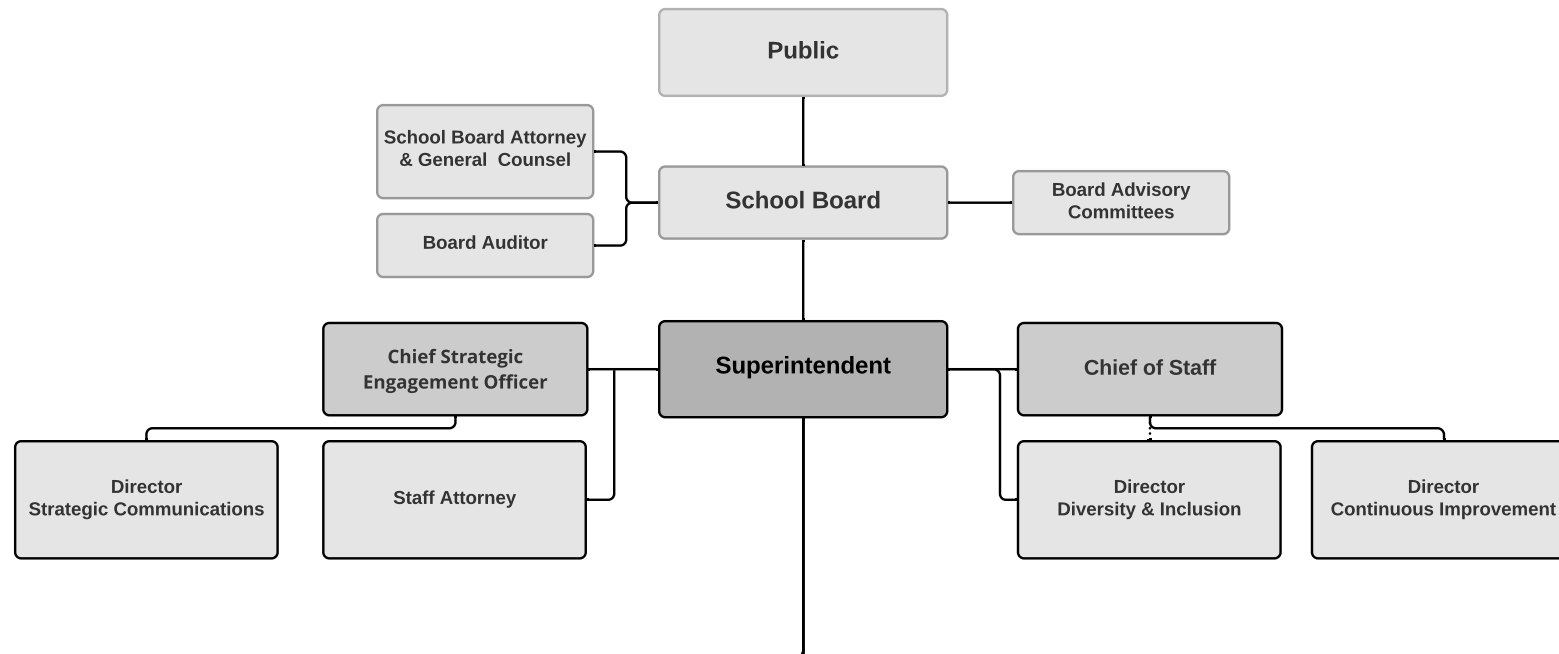 Public
School Board Attorney
& General Counsel
School Board
Board Advisory
Committees
Board Auditor
Chief Strategic
Engagement Officer
Superintendent
Chief of Staff
Director
Strategic Communications
Staff Attorney
Director
Diversity & Inclusion
Director
Continuous Improvement